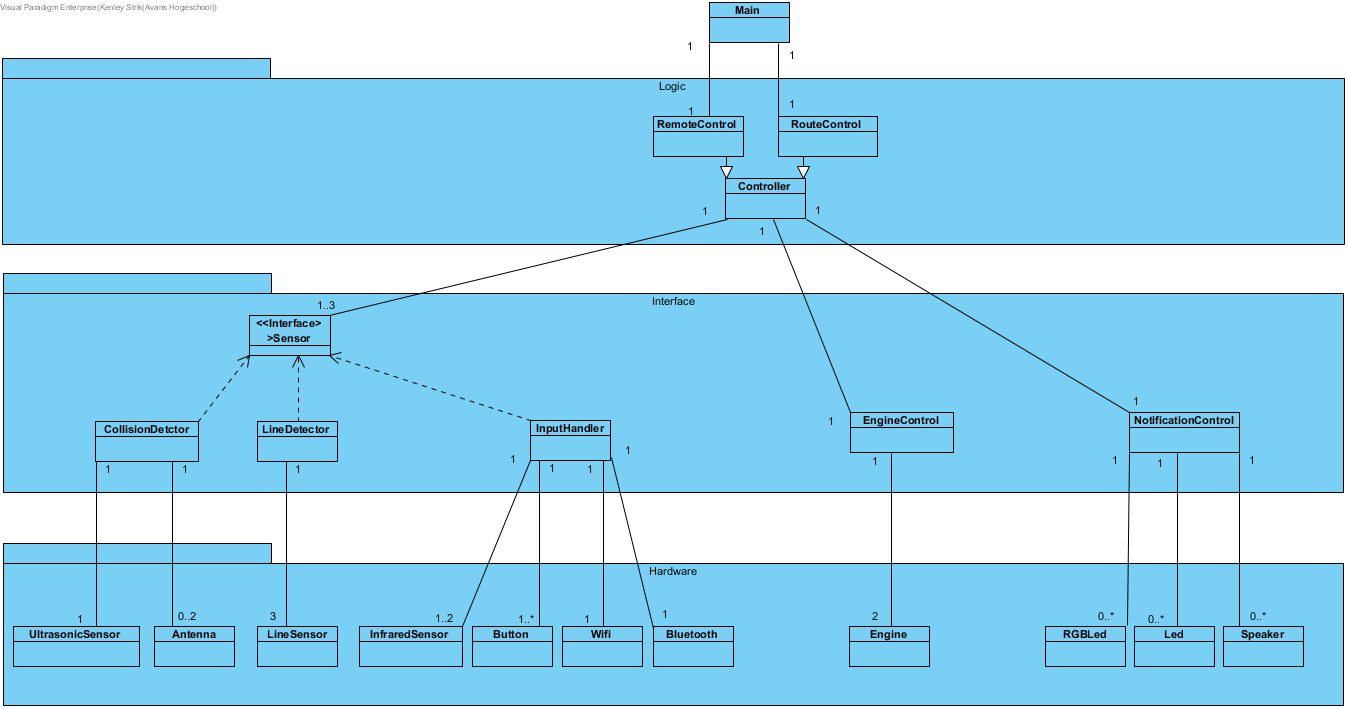 Visual Paradigm Enterprise(Kenley Strik(Avans Hogeschool))
Main
1
1
Logic
1
1
RemoteControl
RouteControl
Controller
1
1
1
Interface
1..3
<<Interface>
>Sensor
1
CollisionDetctor
LineDetector
InputHandler
1
EngineControl
NotificationControl
1
1
1
1
1
1
1
1
1
1
1
Hardware
1
0..2
3
1..2
1..*
1
1
2
0..*
0..*
0..*
UltrasonicSensor
Antenna
LineSensor
InfraredSensor
Button
Wifi
Bluetooth
Engine
RGBLed
Led
Speaker